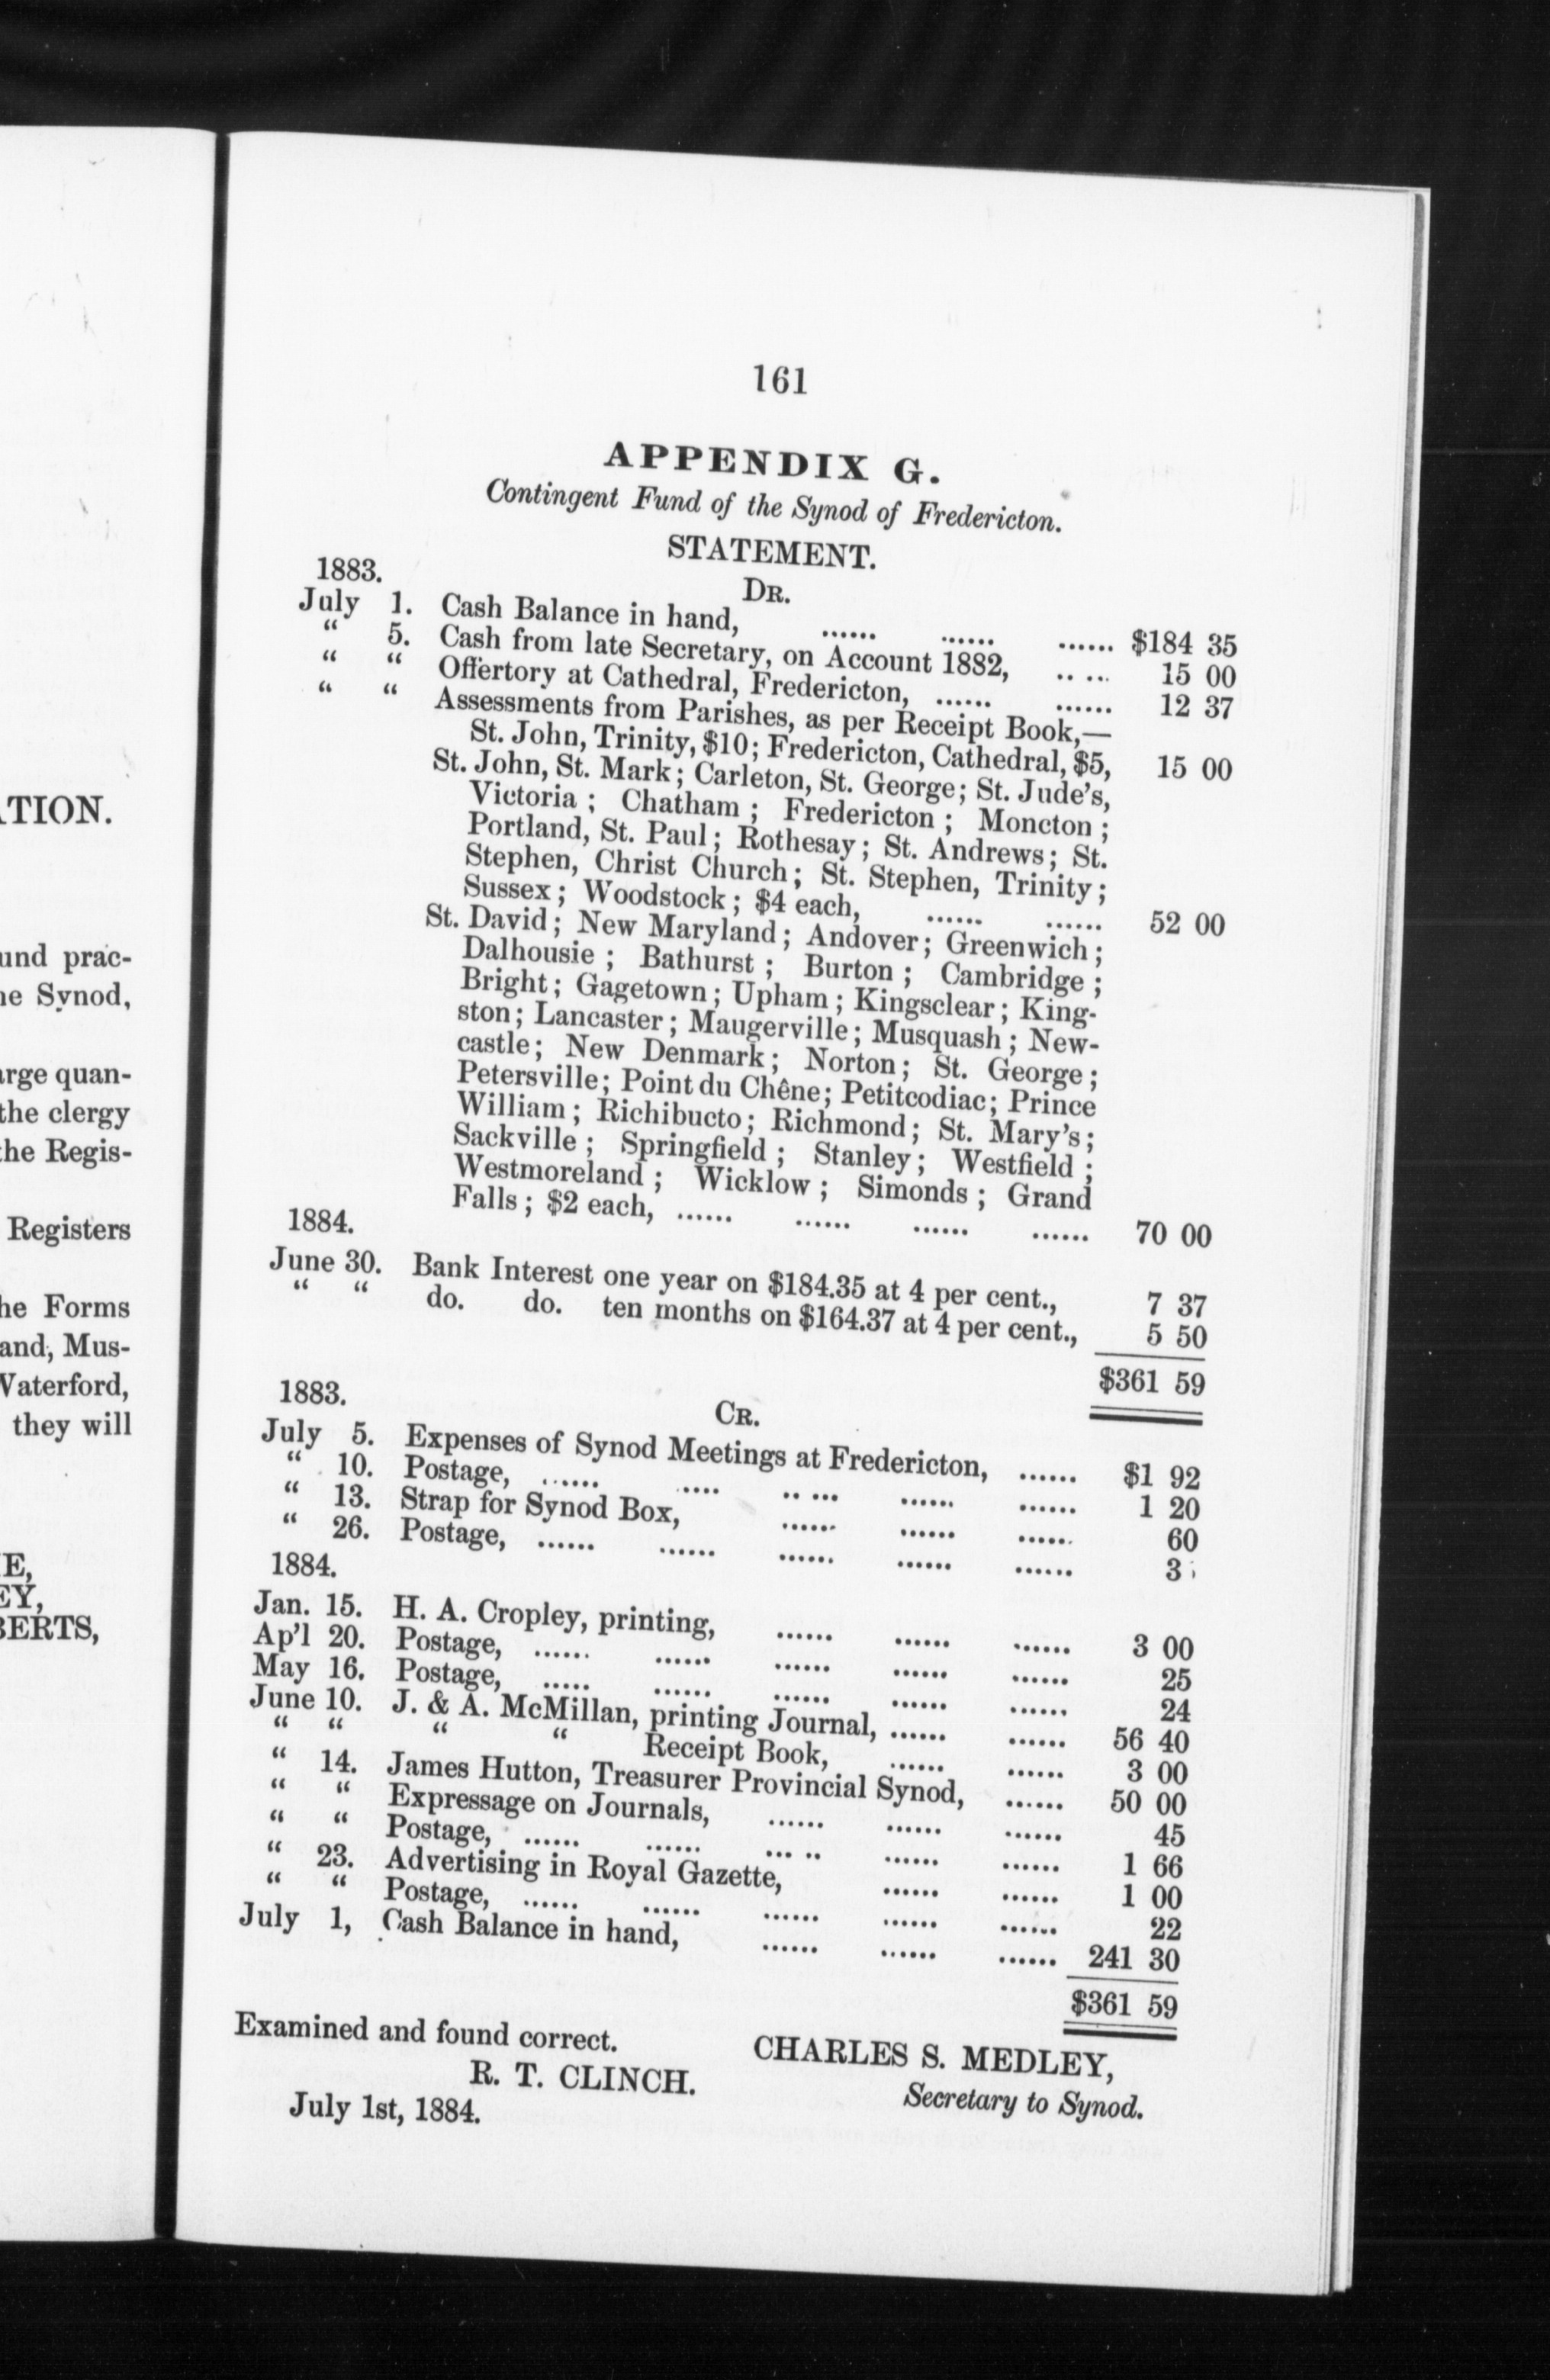 TION.
und prac-
e Synod,
arge quan-
the clergy
the Regis-
Registers
he Forms
and, Mus-
Waterford,
they will
E,
EY,
BERTS,
161
APPENDIX G.
Contingent Fund of the Synod of Fredericton.
STATEMENT.
1883. DR.
July 1. Cash Balance in hand, ...... ...... ...... $184 35
“ 5. Cash from late Secretary, on Account 1882, ..... 15 00
“ “ Offertory at Cathedral, Fredericton, ...... ...... 12 37
“ “ Assessments from Parishes, as per Receipt Book,—
St. John, Trinity, $10; Fredericton, Cathedral, $5, 15 00
St. John, St. Mark; Carleton, St. George; St. Jude's,
Victoria; Chatham; Fredericton; Moncton;
Portland, St. Paul; Rothesay; St. Andrews; St.
Stephen, Christ Church; St. Stephen, Trinity;
Sussex; Woodstock; $4 each, ...... ...... 52 00
St. David; New Maryland; Andover; Greenwich;
Dalhousie; Bathurst; Burton; Cambridge;
Bright; Gagetown; Upham; Kingsclear; King-
ston; Lancaster; Maugerville; Musquash; New-
castle; New Denmark; Norton; St. George;
Petersville; Point du Chêne; Petitcodiac; Prince
William; Richibucto; Richmond; St. Mary's;
Sackville; Springfield; Stanley; Westfield;
Westmoreland; Wicklow; Simonds; Grand
Falls; $2 each, ...... ...... ...... ...... 70 00
1884.
June 30. Bank Interest one year on $184.35 at 4 per cent., 7 37
“ “ do. do. ten months on $164.37 at 4 per cent., 5 50
$361 59
1883. CR.
July 5. Expenses of Synod Meetings at Fredericton, ...... $1 92
“ 10. Postage, ...... .... ..... ...... ...... 1 20
“ 13. Strap for Synod Box, ...... ...... ...... 60
“ 26. Postage, ...... ...... ...... ...... ...... 3
1884.
Jan. 15. H. A. Cropley, printing, ...... ...... ...... 3 00
Ap'l 20. Postage, ...... ...... ...... ...... ...... 25
May 16. Postage, ..... ...... ...... ...... ...... 24
June 10. J. & A. McMillan, printing Journal, ...... ...... 56 40
“ “ “ “ Receipt Book, ...... ...... 3 00
“ 14. James Hutton, Treasurer Provincial Synod, ...... 50 00
“ “ Expressage on Journals, ...... ...... ...... 45
“ “ Postage, ...... ...... ..... ...... ...... 1 66
“ 23. Advertising in Royal Gazette, ...... ...... 1 00
“ “ Postage, ...... ...... ...... ...... ...... 22
July 1, Cash Balance in hand, ...... ...... ...... 241 30
$361 59
Examined and found correct.
R. T. CLINCH.
July 1st, 1884.
CHARLES S. MEDLEY,
Secretary to Synod.